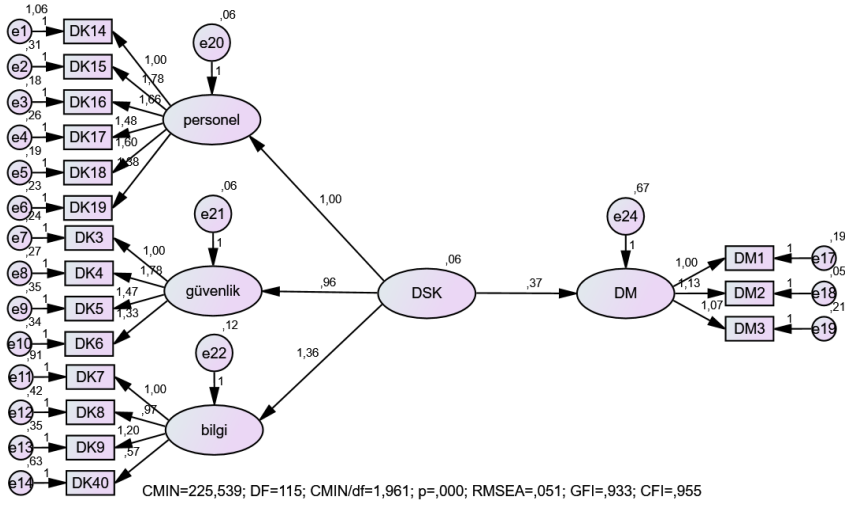 1,06
e1 1 DK14
,31
e2 1 DK15
,18
e3 1 DK16
,26
e4 1 DK17
,19
e5 1 DK18
,23
e6 1 DK19
,24
e7 1 DK3
,27
e8 1 DK4
,35
e9 1 DK5
,34
e10 1 DK6
,91
e11 1 DK7
,42
e12 1 DK8
,35
e13 1 DK9
,63
e14 1 DK40
,06
e20
1
1,00
1,78
1,66
1,48
1,60
1,38
personel
,06
e21
1
1,00
1,78
1,47
1,33
güvenlik
,12
e22
1
1,00
,97
1,20
,57
bilgi
1,00
,96
1,36
,06
DSK
,37
,67
e24
1
DM
1,00
1,13
1,07
,19
DM1 1 e17
,05
DM2 1 e18
,21
DM3 1 e19
CMIN=225,539; DF=115; CMIN/df=1,961; p=,000; RMSEA=,051; GFI=,933; CFI=,955